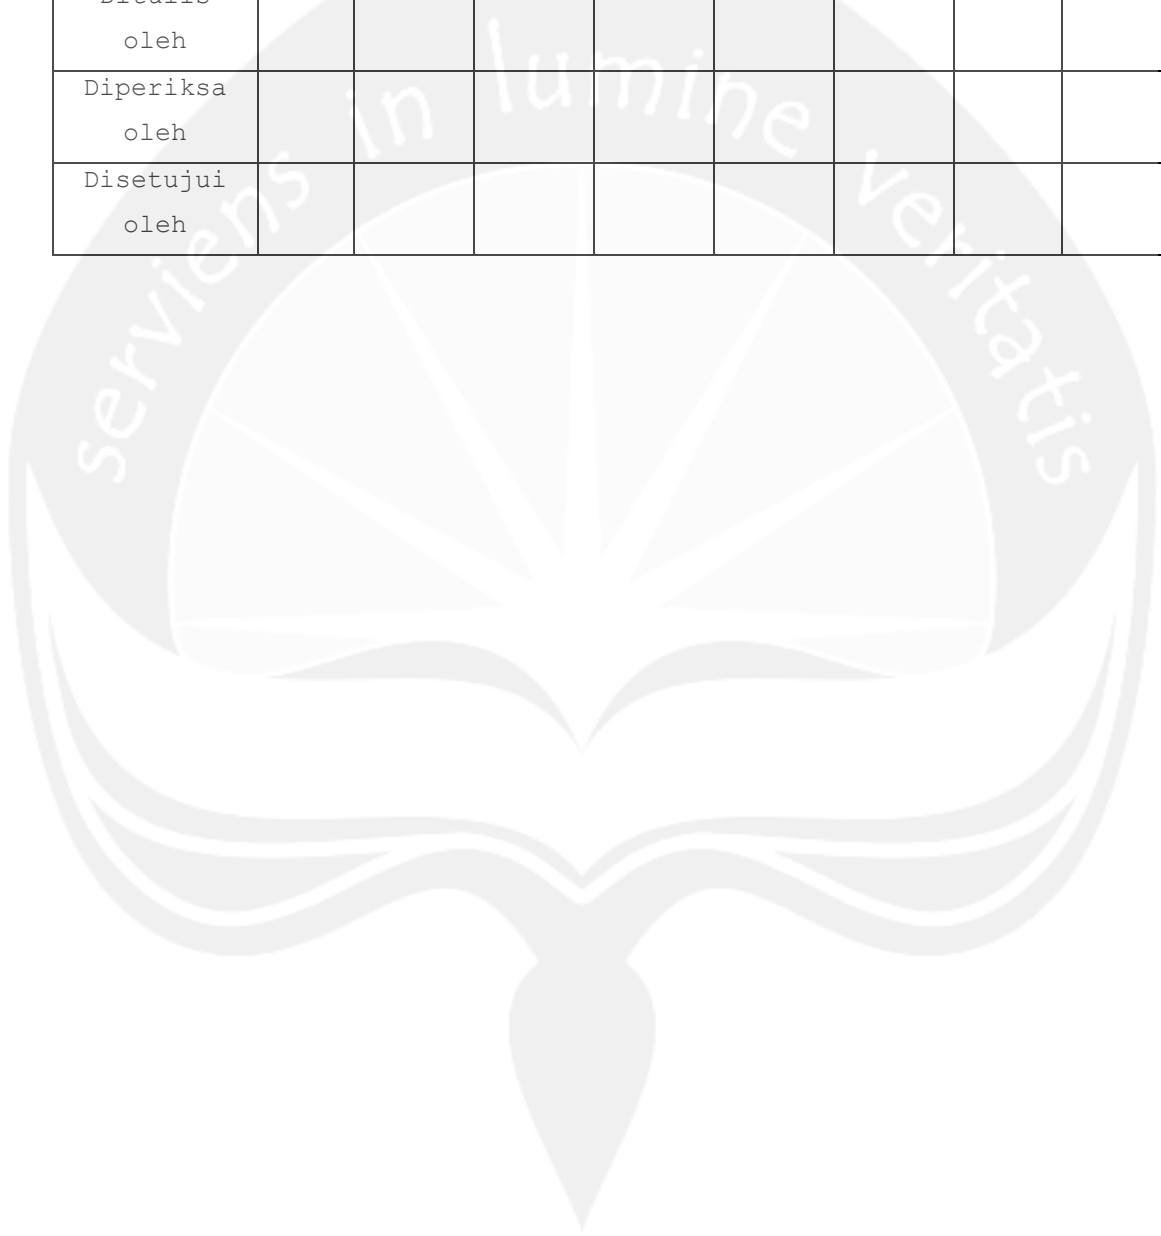 Ditulis
oleh
Diperiksa
oleh
Disetujui
oleh
serviens in lumine veritatis